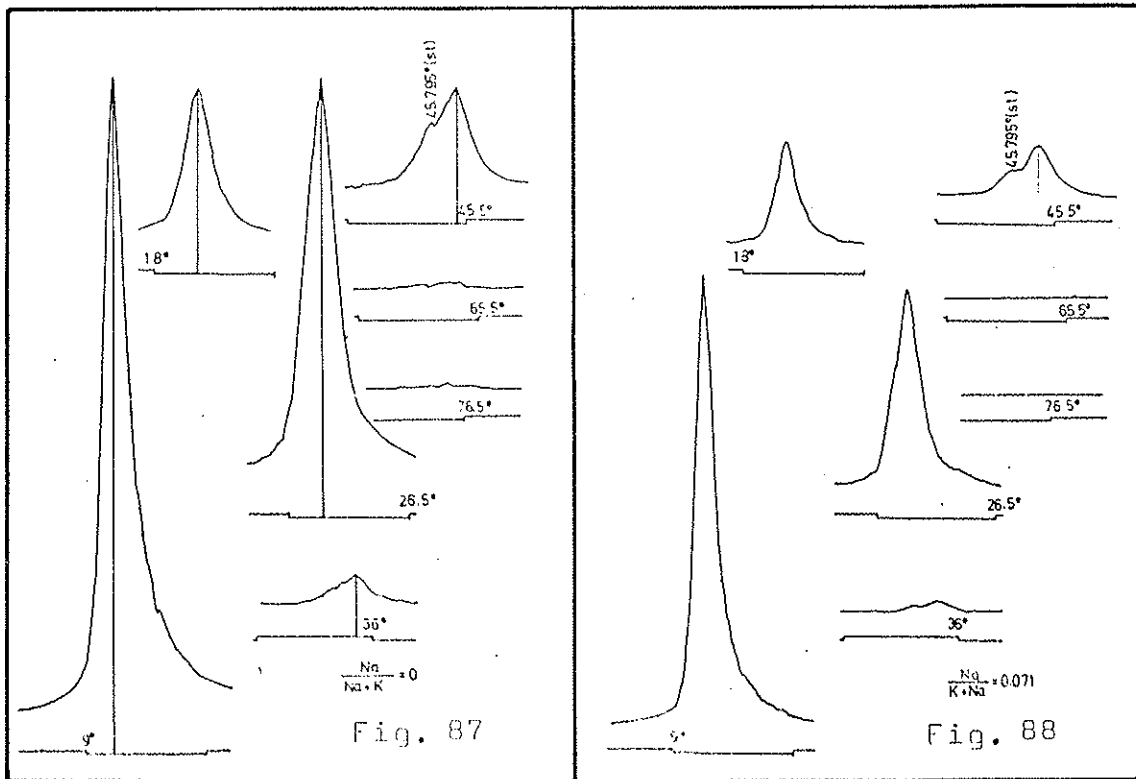 45.795°(st)
18°
45.5°
65.5°
76.5°
26.5°
36°
Na
Na + K
= 0
9°
Fig. 87
45.795°(st)
18°
45.5°
65.5°
76.5°
26.5°
36°
Na
K + Na
= 0.071
9°
Fig. 88